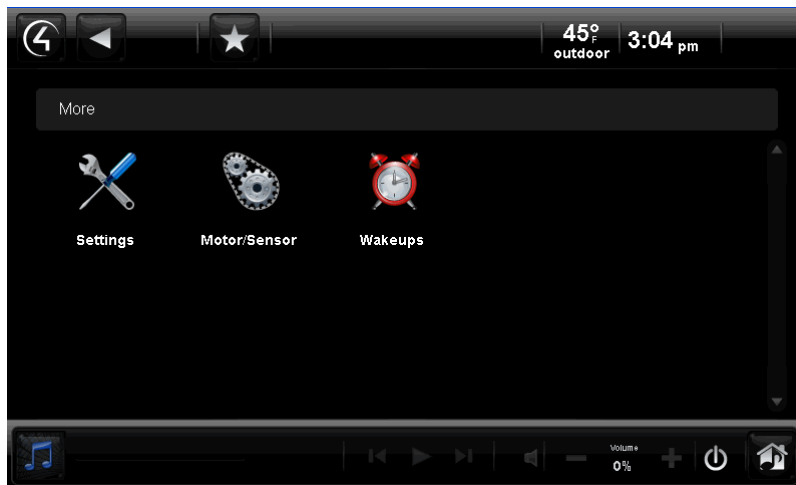 45°F
outdoor
3:04 pm
More
Settings
Motor/Sensor
Wakeups
Volume
0%